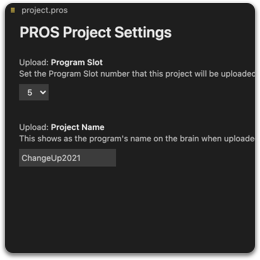 project.pros
PROS Project Settings
Upload: Program Slot
Set the Program Slot number that this project will be uploaded
5
Upload: Project Name
This shows as the program's name on the brain when uploade
ChangeUp2021